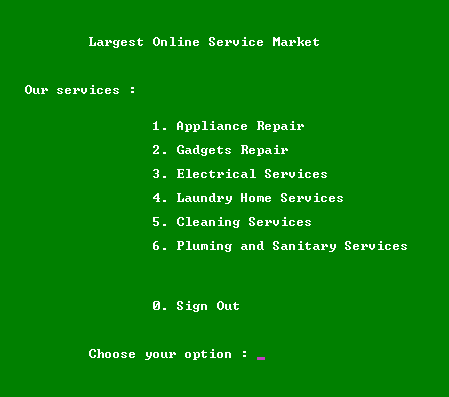 Largest Online Service Market
Our services :
1. Appliance Repair
2. Gadgets Repair
3. Electrical Services
4. Laundry Home Services
5. Cleaning Services
6. Pluming and Sanitary Services
0. Sign Out
Choose your option : _